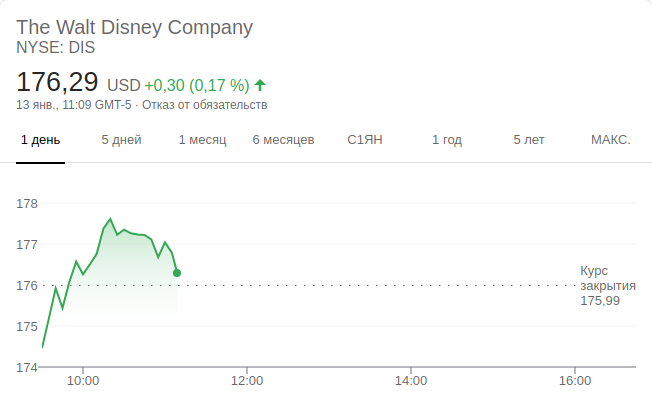 The Walt Disney Company
NYSE: DIS
176,29 USD +0,30 (0,17 %)
13 янв., 11:09 GMT-5 · Отказ от обязательств
1 день 5 дней 1 месяц 6 месяцев С1ЯН 1 год 5 лет МАКС.
178
177
176
175
174
Курс
закрытия
175,99
10:00 12:00 14:00 16:00